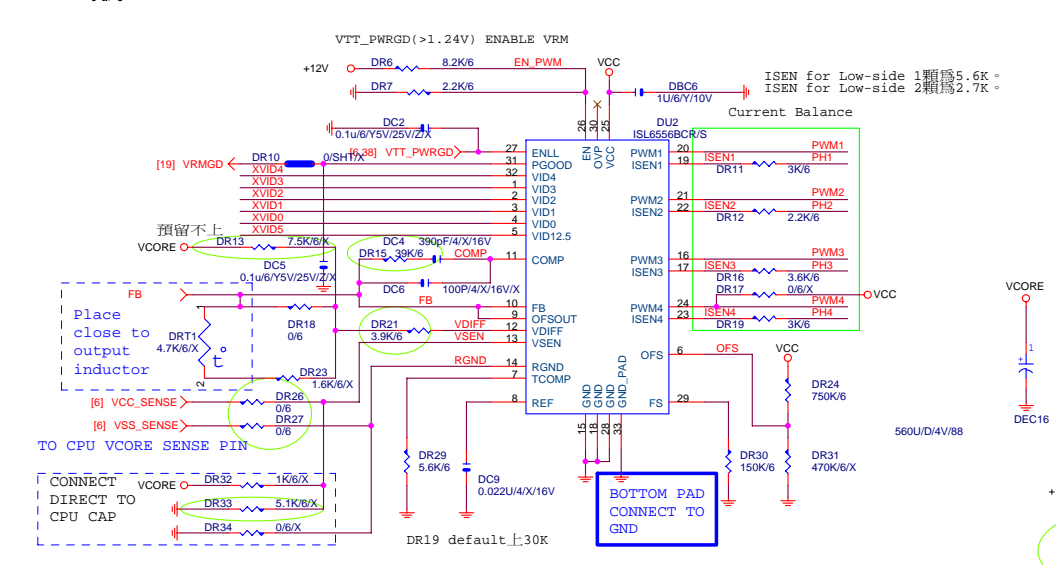 VTT_PWRGD(>1.24V) ENABLE VRM
+12V
DR6
8.2K/6
EN_PWM
VCC
DR7
2.2K/6
DBC6
1U/6/Y/10V
ISEN for Low-side 1顆爲5.6K。
ISEN for Low-side 2顆爲2.7K。
Current Balance
DC2
0.1u/6/Y5V/25V/Z/X
DU2
ISL6556BCR/S
26
30
25
EN
OVP
VCC
[6,38] VTT_PWRGD
27
ENLL
[19] VRMGD
DR10
0/SHT/X
31
PGOOD
XVID4
32
VID4
XVID3
1
VID3
XVID2
2
VID2
XVID1
3
VID1
XVID0
4
VID0
XVID5
5
VID12.5
PWM1
20
PWM1
ISEN1
19
ISEN1
PH1
DR11
3K/6
PWM2
21
PWM2
ISEN2
22
ISEN2
PH2
DR12
2.2K/6
預留不上
VCORE
DR13
7.5K/6/X
DC4
390pF/4/X/16V
DR15
39K/6
COMP
11
COMP
DC5
0.1u/6/Y5V/25V/Z/X
DC6
100P/4/X/16V/X
PWM3
16
PWM3
ISEN3
17
ISEN3
PH3
DR16
3.6K/6
DR17
0/6/X
VCC
PWM4
24
PWM4
ISEN4
23
ISEN4
PH4
DR19
3K/6
FB
FB
10
FB
9
OFSOUT
Place
close to
output
inductor
1
DRT1
4.7K/6/X
t°
2
DR18
0/6
DR21
3.9K/6
VDIFF
12
VDIFF
VSEN
13
VSEN
DR23
1.6K/6/X
RGND
14
RGND
7
TCOMP
8
REF
OFS
6
OFS
VCC
DR24
750K/6
FS
29
GND
GND
GND
GND_PAD
15
18
28
33
[6] VCC_SENSE
DR26
0/6
[6] VSS_SENSE
DR27
0/6
TO CPU VCORE SENSE PIN
CONNECT
DIRECT TO
CPU CAP
VCORE
DR32
1K/6/X
DR33
5.1K/6/X
DR34
0/6/X
DR29
5.6K/6
DC9
0.022U/4/X/16V
DR19 default上30K
BOTTOM PAD
CONNECT TO
GND
DR30
150K/6
DR31
470K/6/X
VCORE
1
+
DEC16
560U/D/4V/88
+